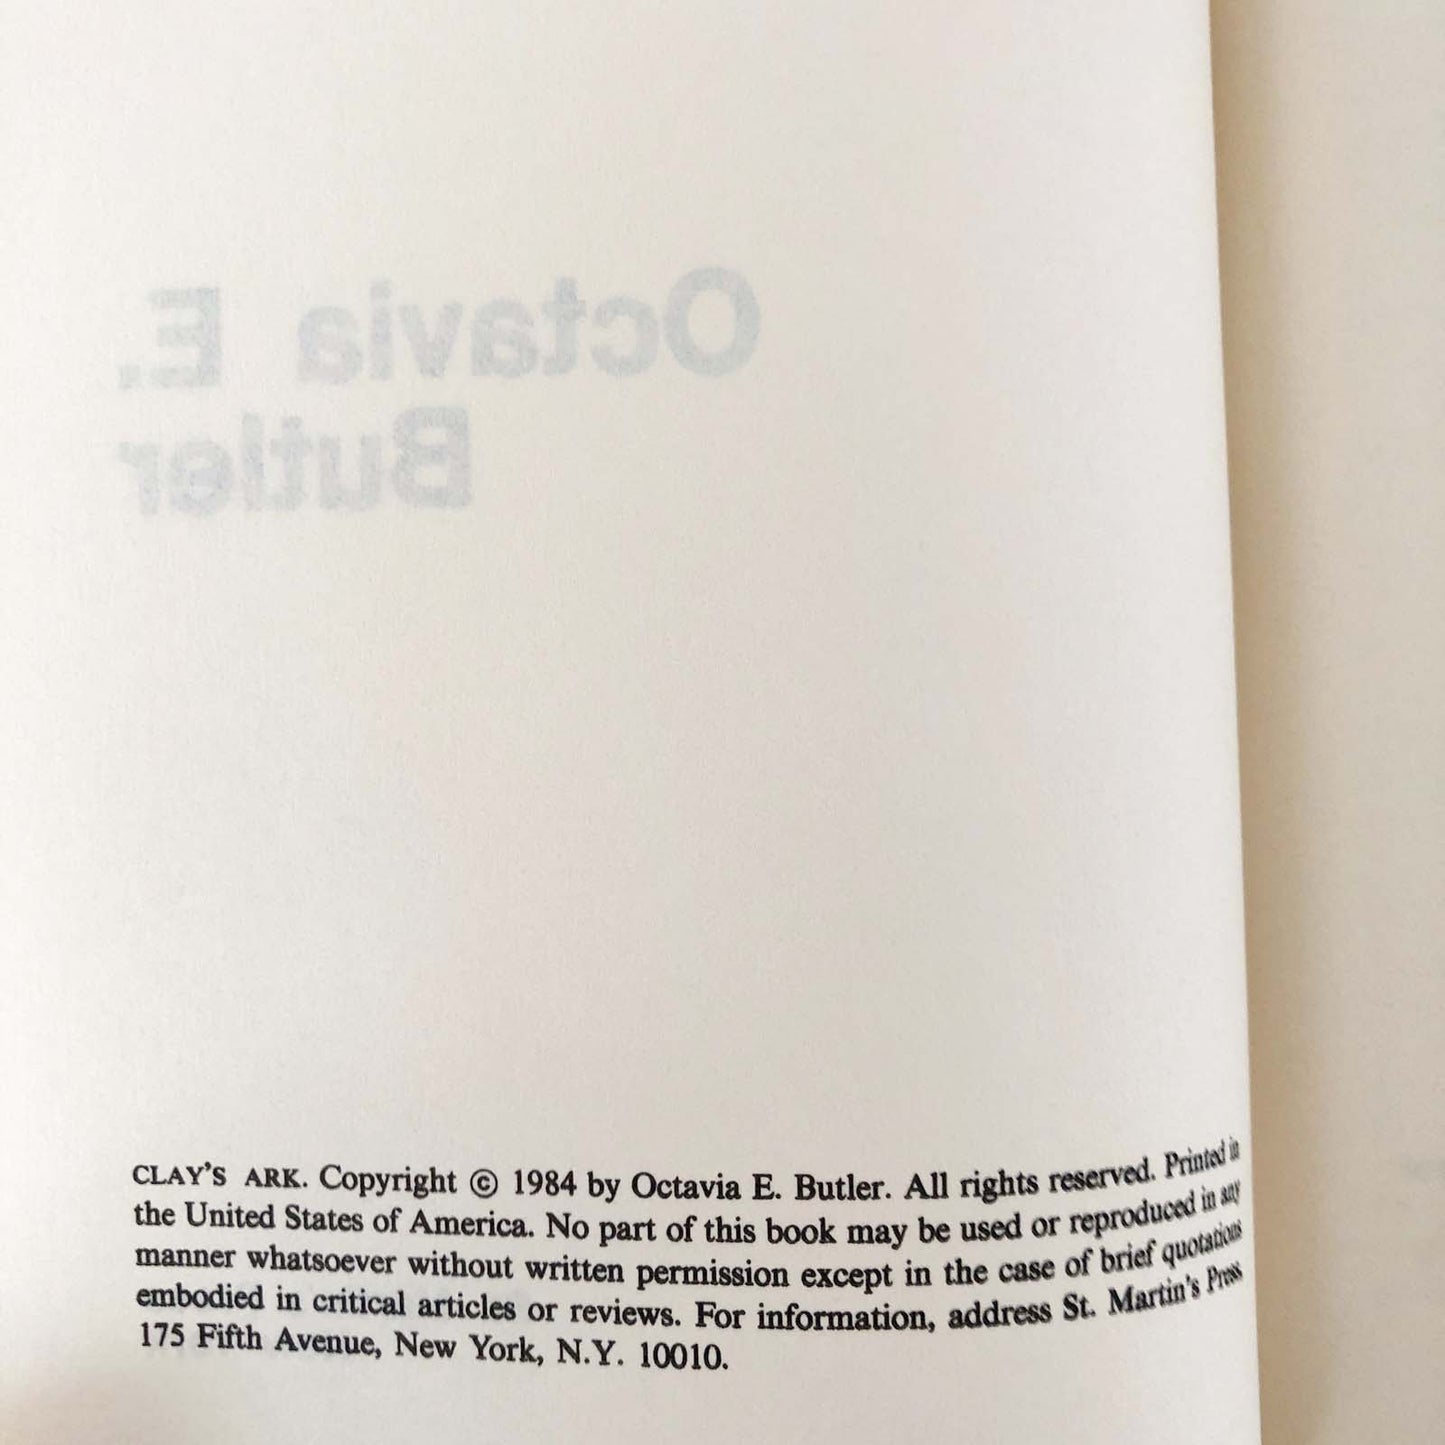 Octavia E.
Butler
CLAY'S ARK. Copyright © 1984 by Octavia E. Butler. All rights reserved. Printed in
the United States of America. No part of this book may be used or reproduced in any
manner whatsoever without written permission except in the case of brief quotations
embodied in critical articles or reviews. For information, address St. Martin's Press
175 Fifth Avenue, New York, N.Y. 10010.